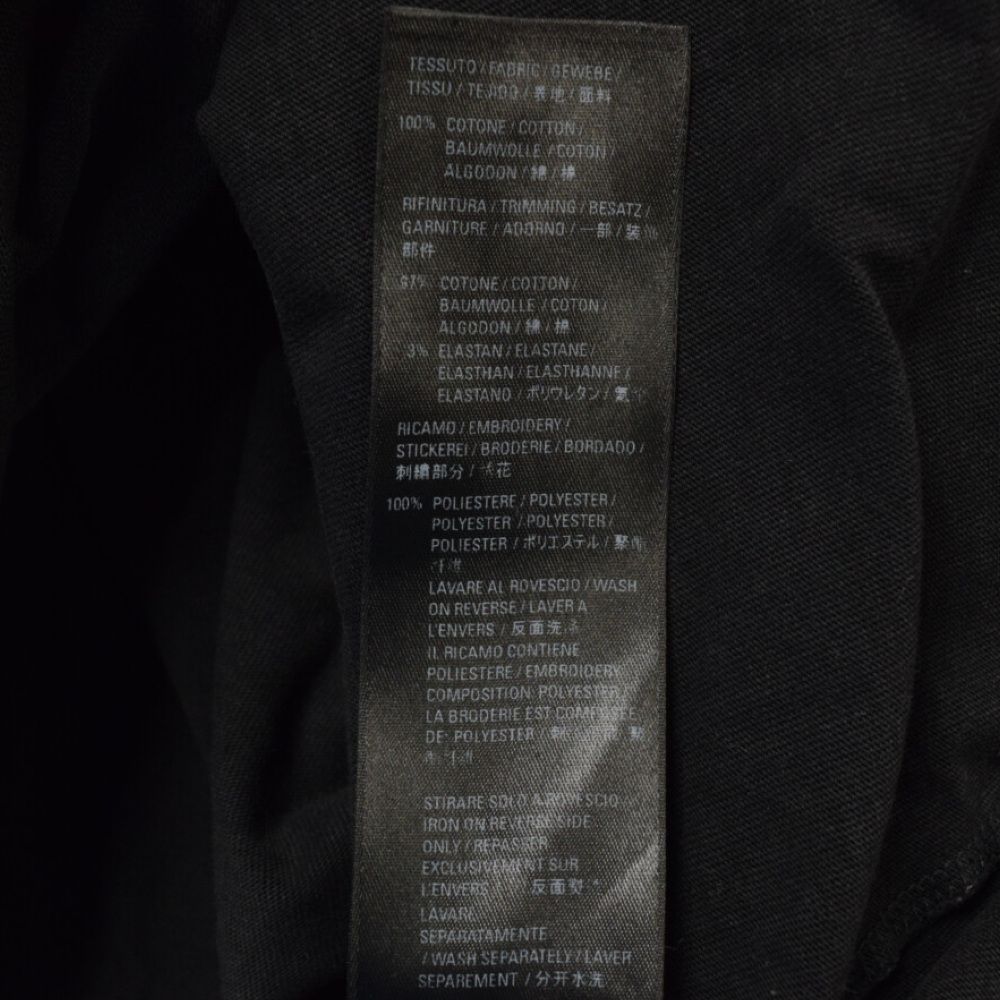 TESSUTO / FABRIC / GEWEBE /
TISSU / TEJIDO / 表地 / 面料
100% COTONE / COTTON /
BAUMWOLLE / COTON /
ALGODON / 綿 / 棉
RIFINITURA / TRIMMING / BESATZ /
GARNITURE / ADORNO / 一部 / 装
部件
97% COTONE / COTTON /
BAUMWOLLE / COTON /
ALGODON / 綿 / 棉
3% ELASTAN / ELASTANE /
ELASTHAN / ELASTHANNE /
ELASTANO / ポリウレタン /
RICAMO / EMBROIDERY /
STICKEREI / BRODERIE / BORDADO /
刺繍部分 / 花
100% POLIESTERE / POLYESTER /
POLYESTER / POLYESTER /
POLIESTER / ポリエステル / 聚
LAVARE AL ROVESCIO / WASH
ON REVERSE / LAVER A
L'ENVERS / 反面洗
IL RICAMO CONTIENE
POLIESTERE / EMBROIDERY
COMPOSITION: POLYESTER /
LA BRODERIE EST
DE: POLYESTER /
STIRARE SOLO A ROVESCIO /
IRON ON REVERSE SIDE
ONLY / REPASSER
EXCLUSIVEMENT SUR
L'ENVERS / 反面
LAVARE
SEPARATAMENTE
/ WASH SEPARATELY / LAVER
SEPAREMENT / 分开水洗